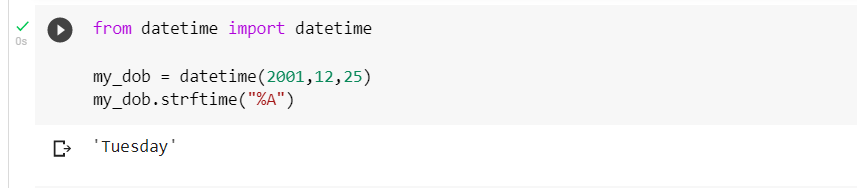 from datetime import datetime
0s
my_dob = datetime(2001,12,25)
my_dob.strftime("%A")
'Tuesday'